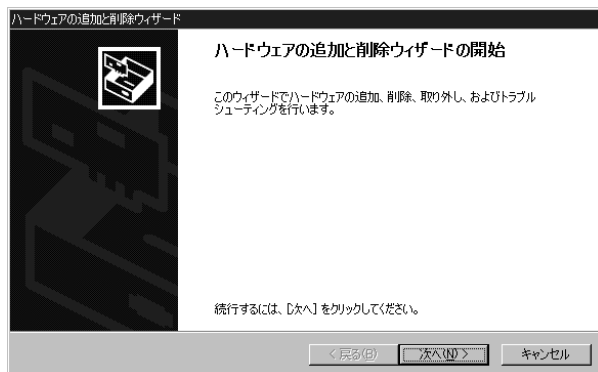 ハードウェアの追加と削除ウィザード
ハードウェアの追加と削除ウィザードの開始
このウィザードでハードウェアの追加、削除、取り外し、およびトラブル
シューティングを行います。
続行するには、[次へ] をクリックしてください。
< 戻る(B)
次へ(N) >
キャンセル